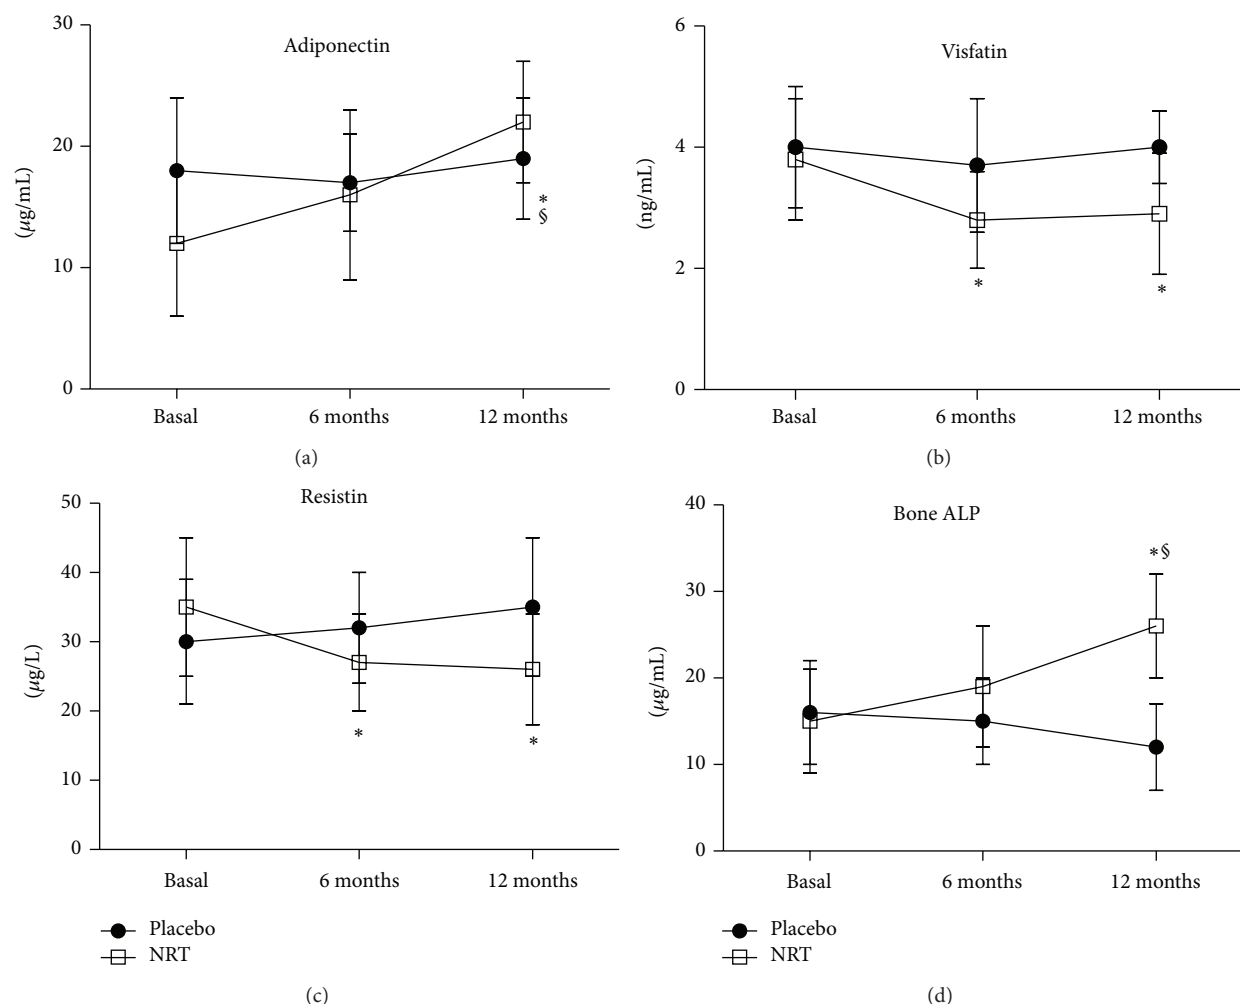 Adiponectin
30
20
10
0
(µg/mL)
*
§
Basal 6 months 12 months
(a)
Visfatin
6
4
2
0
(ng/mL)
* *
Basal 6 months 12 months
(b)
Resistin
50
40
30
20
10
0
(µg/L)
* *
Basal 6 months 12 months
Placebo
NRT
(c)
Bone ALP
40
30
20
10
0
(µg/mL)
*§
Basal 6 months 12 months
Placebo
NRT
(d)